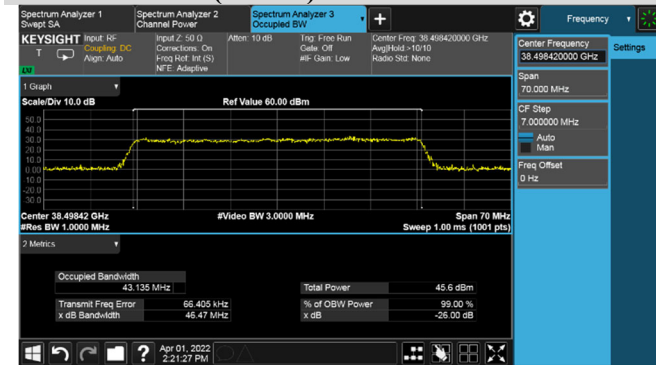 Spectrum Analyzer 1
Swept SA
Spectrum Analyzer 2
Channel Power
Spectrum Analyzer 3
Occupied BW
+
Frequency
KEYSIGHT
T
LXI
Input: RF
Coupling: DC
Align: Auto
Input Z: 50 Ω
Corrections: On
Freq Ref: Int (S)
NFE: Adaptive
Atten: 10 dB
Trig: Free Run
Gate: Off
#IF Gain: Low
Center Freq: 38.498420000 GHz
Avg|Hold >10/10
Radio Std: None
Center Frequency
38.498420000 GHz
Settings
Span
70.000 MHz
CF Step
7.000000 MHz
Auto
Man
Freq Offset
0 Hz
1 Graph
Scale/Div 10.0 dB
Ref Value 60.00 dBm
50.0
40.0
30.0
20.0
10.0
0.00
-10.0
-20.0
-30.0
Center 38.49842 GHz
#Video BW 3.0000 MHz
Span 70 MHz
#Res BW 1.0000 MHz
Sweep 1.00 ms (1001 pts)
2 Metrics
Occupied Bandwidth
43.135 MHz
Total Power
45.6 dBm
Transmit Freq Error
66.405 kHz
% of OBW Power
99.00 %
x dB Bandwidth
46.47 MHz
x dB
-26.00 dB
?
Apr 01, 2022
2:21:27 PM